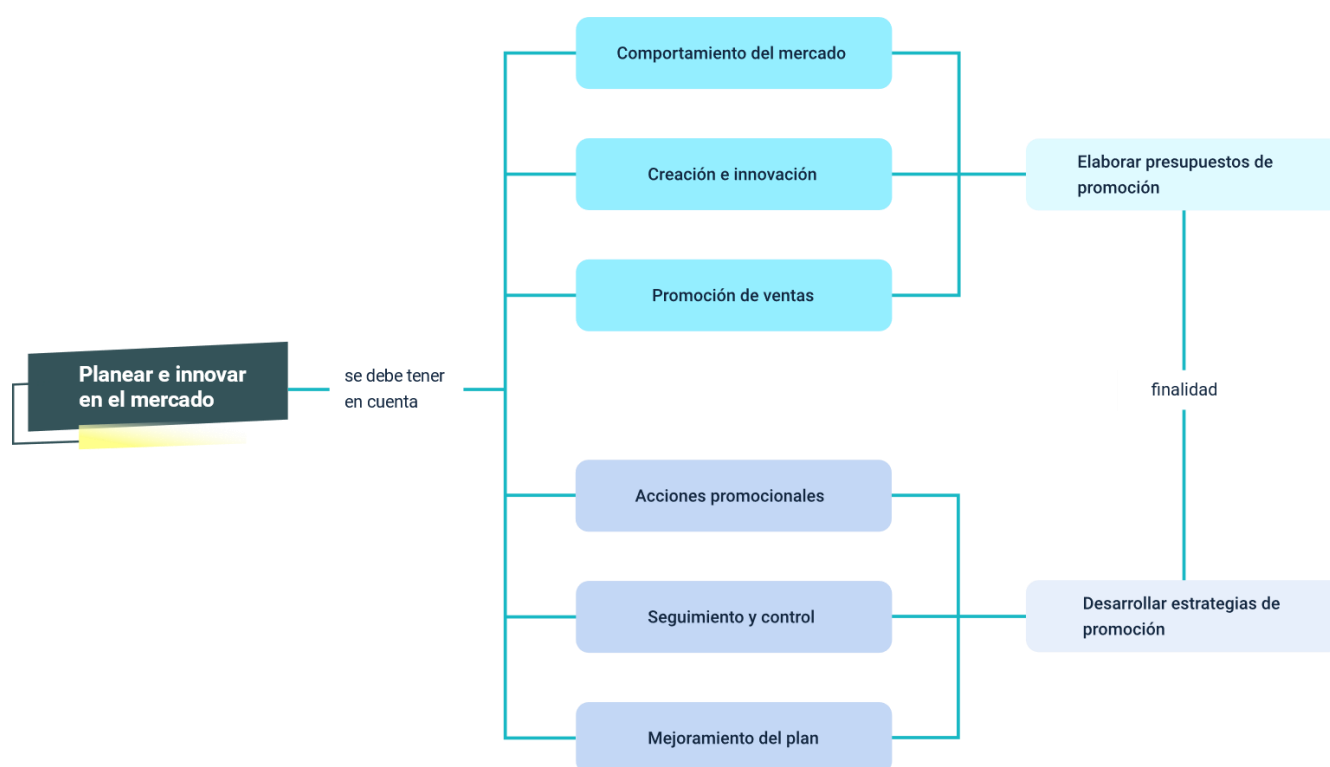 Comportamiento del mercado
Creación e innovación
Elaborar presupuestos de
promoción
Promoción de ventas
Planear e innovar
en el mercado
se debe tener
en cuenta
finalidad
Acciones promocionales
Seguimiento y control
Desarrollar estrategias de
promoción
Mejoramiento del plan